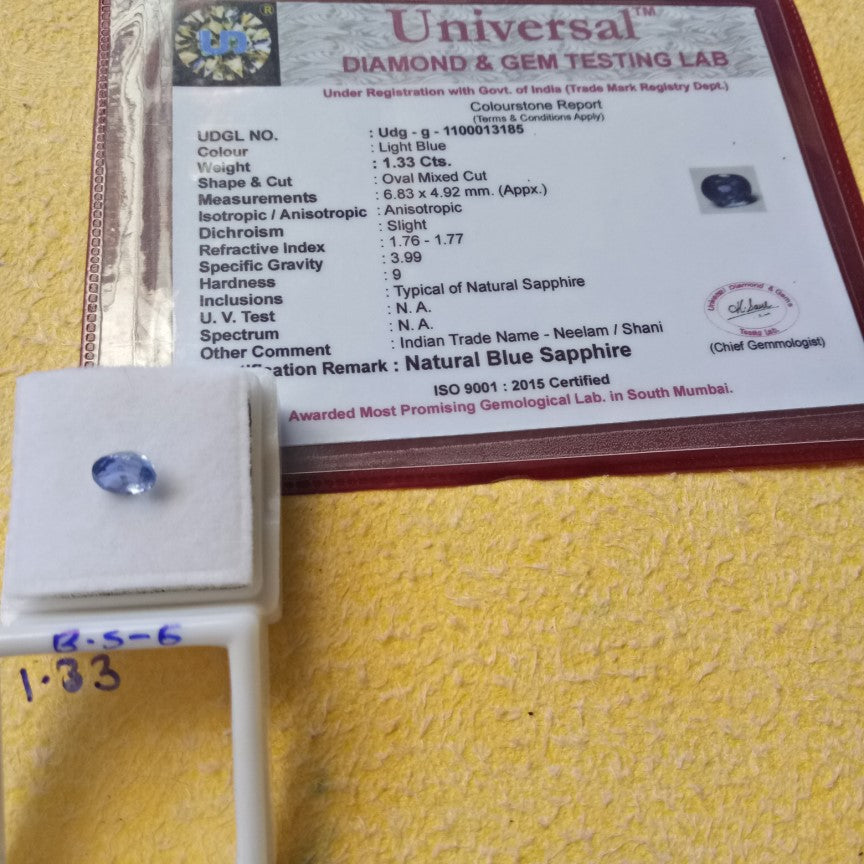 Universal™
DIAMOND & GEM TESTING LAB
Under Registration with Govt. of India (Trade Mark Registry Dept.)
Colourstone Report
(Terms & Conditions Apply)
UDGL NO. : Udg - g - 1100013185
Colour : Light Blue
Weight : 1.33 Cts.
Shape & Cut : Oval Mixed Cut
Measurements : 6.83 x 4.92 mm. (Appx.)
Isotropic / Anisotropic : Anisotropic
Dichroism : Slight
Refractive Index : 1.76 - 1.77
Specific Gravity : 3.99
Hardness : 9
Inclusions : Typical of Natural Sapphire
U. V. Test : N. A.
Spectrum : N. A.
Other Comment : Indian Trade Name - Neelam / Shani
Remark : Natural Blue Sapphire
ISO 9001 : 2015 Certified
Awarded Most Promising Gemological Lab. in South Mumbai.
Universal Diamond & Gems
Testing Lab.
(Chief Gemmologist)
B.S-6
1.33